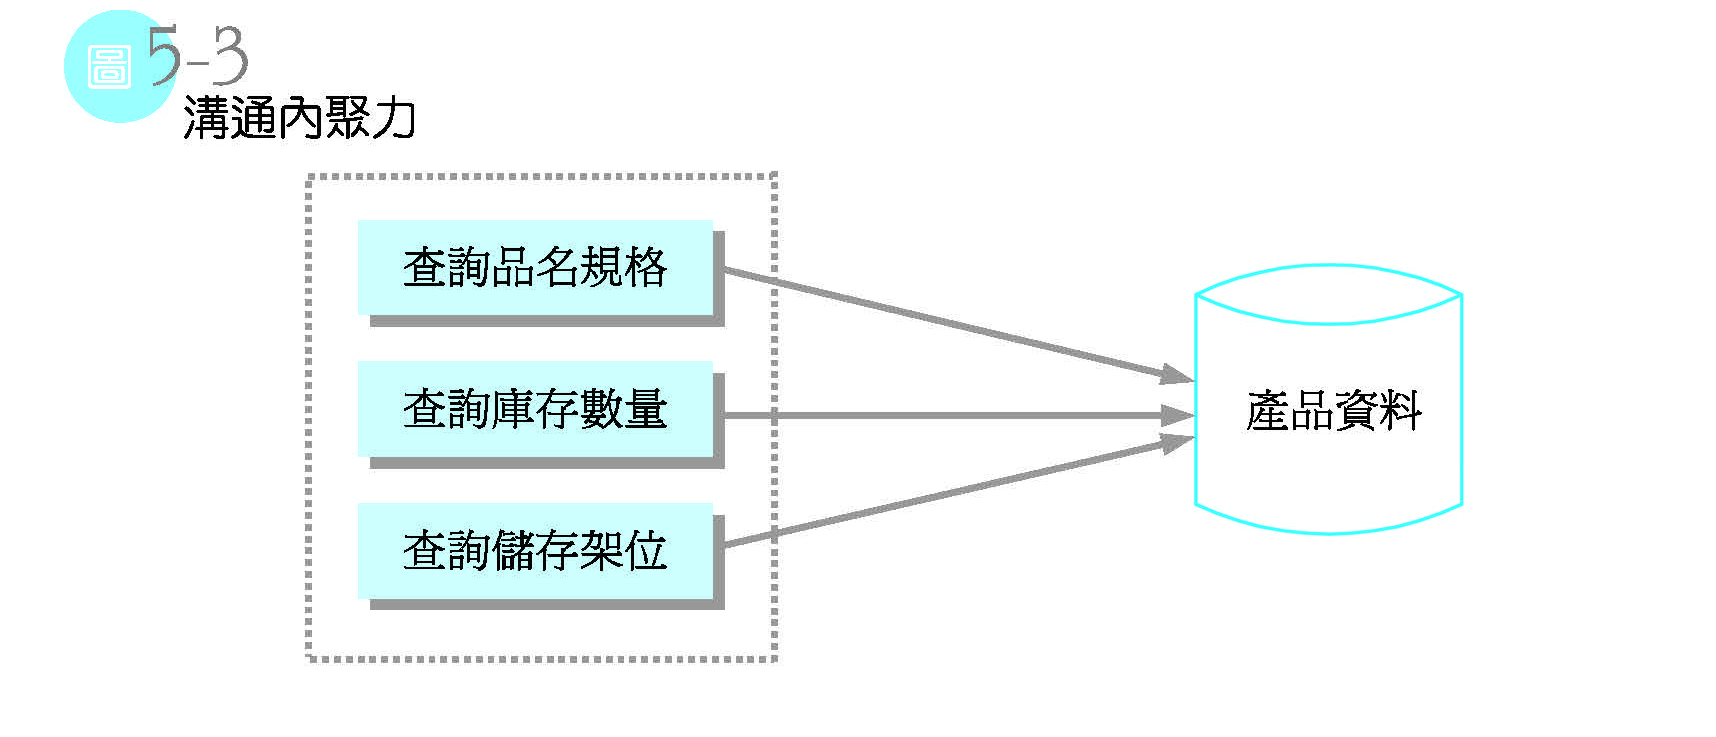 圖5-3
溝通內聚力
查詢品名規格
查詢庫存數量
查詢儲存架位
產品資料